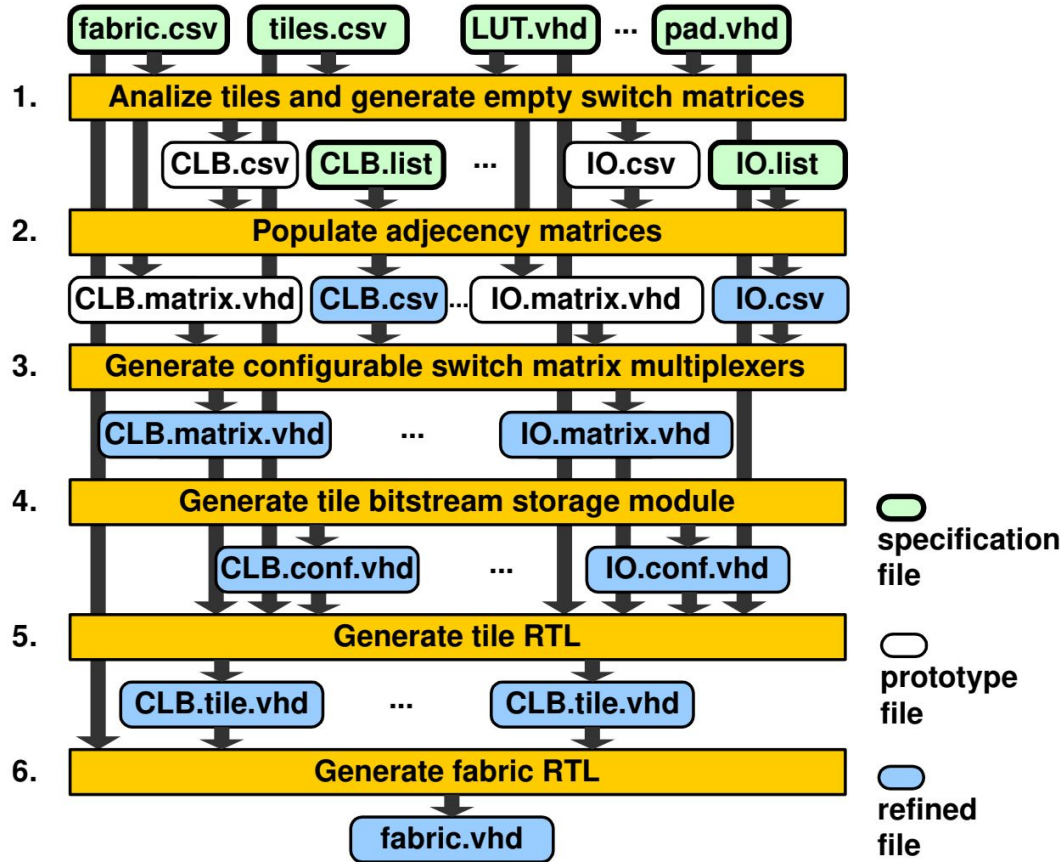 fabric.csv tiles.csv LUT.vhd ... pad.vhd
1. Analize tiles and generate empty switch matrices
CLB.csv CLB.list ... IO.csv IO.list
2. Populate adjecency matrices
CLB.matrix.vhd CLB.csv ... IO.matrix.vhd IO.csv
3. Generate configurable switch matrix multiplexers
CLB.matrix.vhd ... IO.matrix.vhd
4. Generate tile bitstream storage module
CLB.conf.vhd ... IO.conf.vhd
5. Generate tile RTL
CLB.tile.vhd ... CLB.tile.vhd
6. Generate fabric RTL
fabric.vhd
specification
file
prototype
file
refined
file